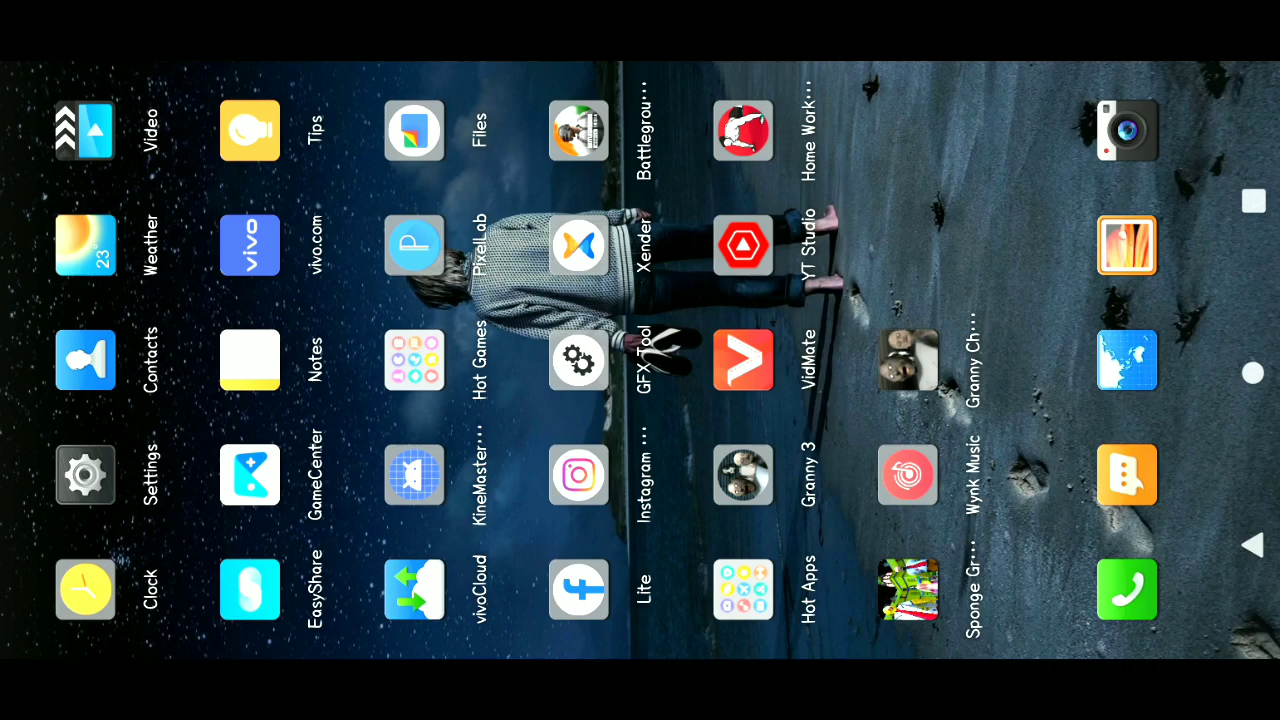 23°
Clock Settings Contacts Weather Video
vivo
EasyShare GameCenter Notes vivo.com Tips
P
vivoCloud KineMaster··· Hot Games PixelLab Files
Lite Instagram ··· GFX Tool Xender Battlegrou···
Hot Apps Granny 3 VidMate YT Studio Home Work···
Sponge Gr··· Wynk Music Granny Ch···